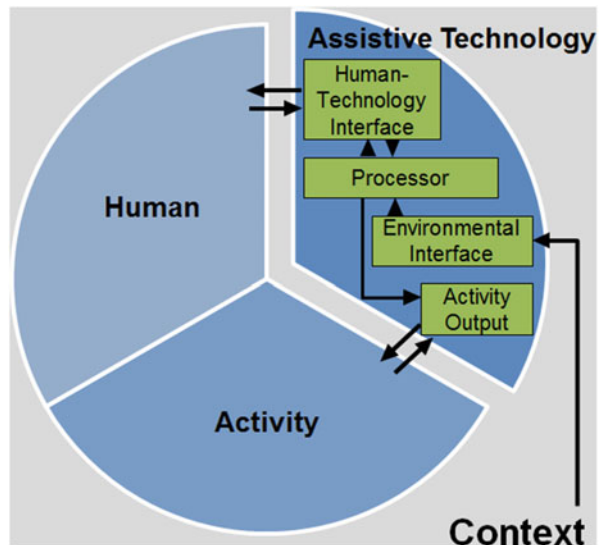 Assistive Technology
Human-
Technology
Interface
Processor
Environmental
Interface
Activity
Output
Human
Activity
Context